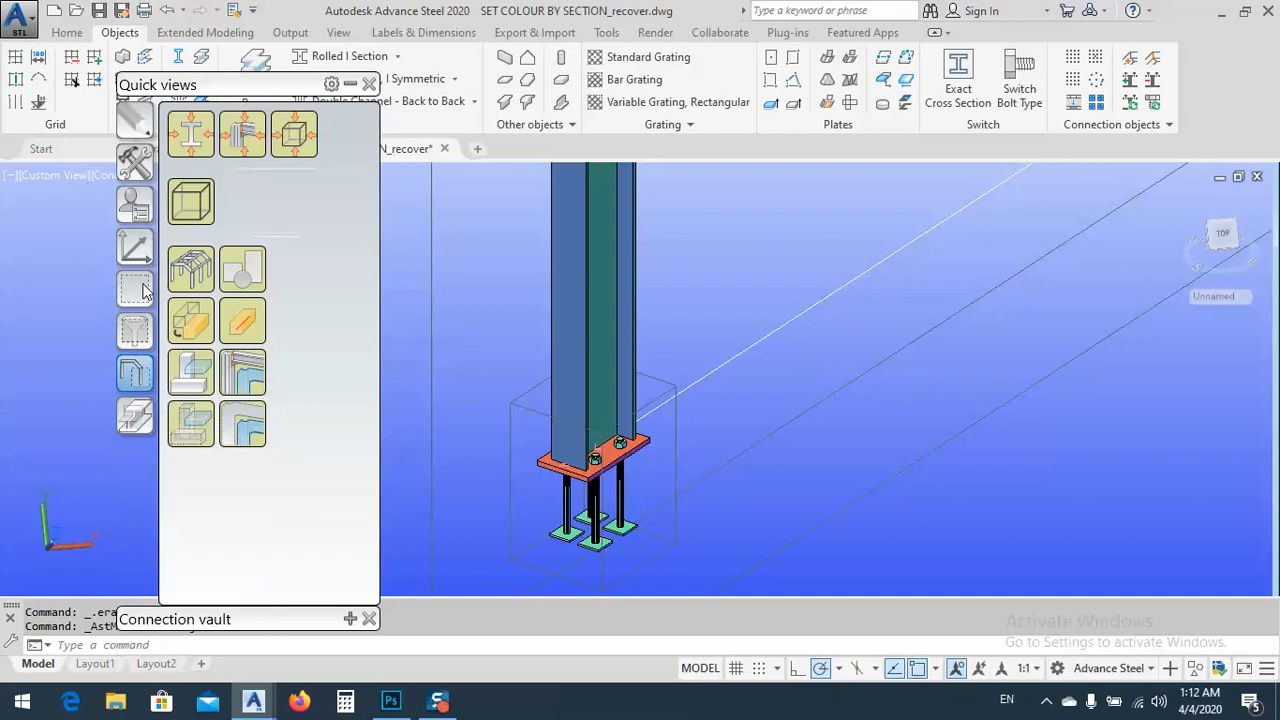 Autodesk Advance Steel 2020 SET COLOUR BY SECTION_recover.dwg
Type a keyword or phrase
Sign In
STL
Home Objects Extended Modeling Output View Labels & Dimensions Export & Import Tools Render Collaborate Plug-ins Featured Apps
Rolled I Section
Standard Grating
Symmetric
Bar Grating
Double Channel - Back to Back
Variable Grating, Rectangular
Exact
Cross Section
Switch
Bolt Type
Grid
Other objects
Grating
Plates
Switch
Connection objects
Quick views
Start
N_recover*
[−][Custom View][Con
TOP
Unnamed
Connection vault
Command: _.era
Command: _AstM
Type a command
Activate Windows
Go to Settings to activate Windows.
Model Layout1 Layout2
MODEL
1:1
Advance Steel
EN
1:12 AM
4/4/2020
5